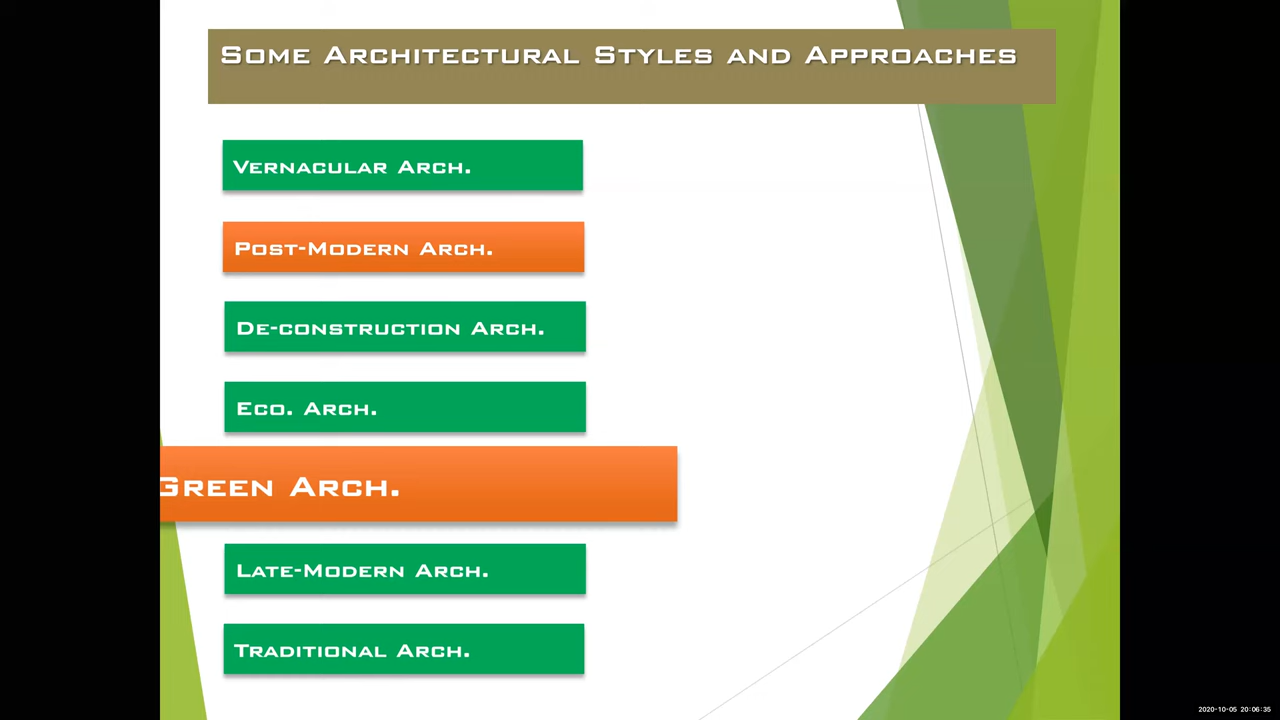 Some Architectural Styles and Approaches
Vernacular Arch.
Post-Modern Arch.
De-construction Arch.
Eco. Arch.
Green Arch.
Late-Modern Arch.
Traditional Arch.
2020-10-05 20:06:35